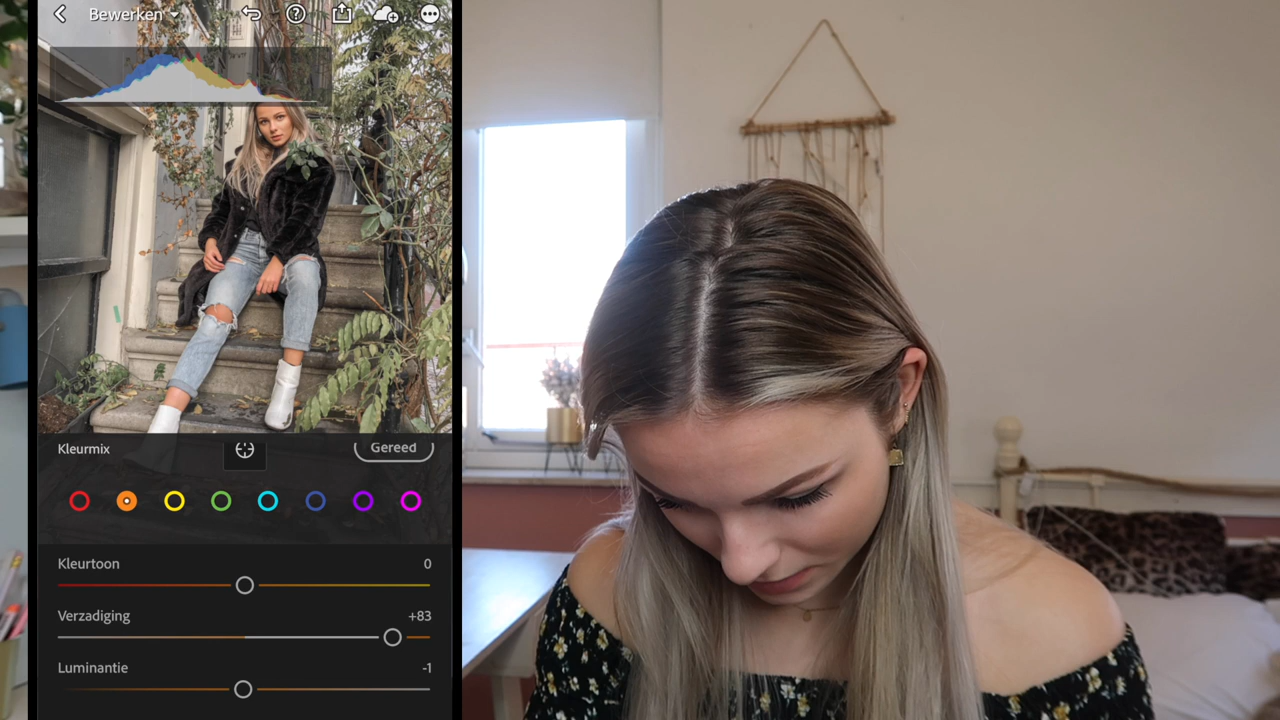 Bewerken
Kleurmix
Gereed
Kleurtoon 0
Verzadiging +83
Luminantie -1